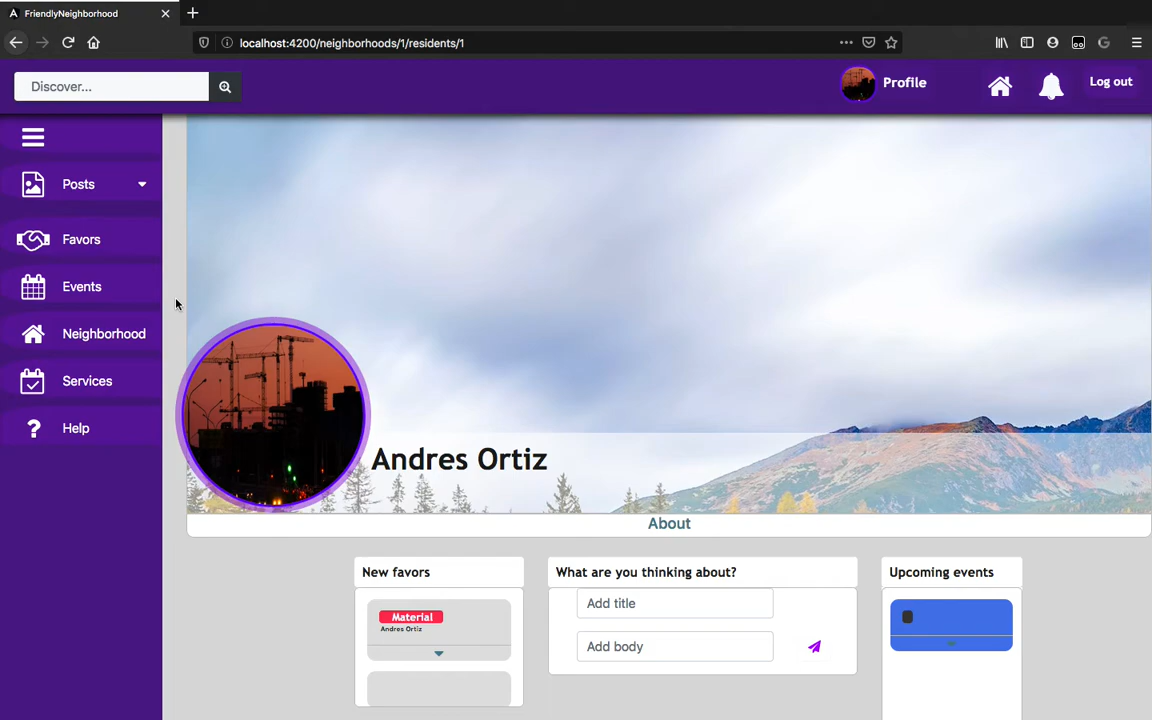 FriendlyNeighborhood
localhost:4200/neighborhoods/1/residents/1
Discover...
Profile
Log out
Posts
Favors
Events
Neighborhood
Services
Help
Andres Ortiz
About
New favors
Material
Andres Ortiz
What are you thinking about?
Add title
Add body
Upcoming events